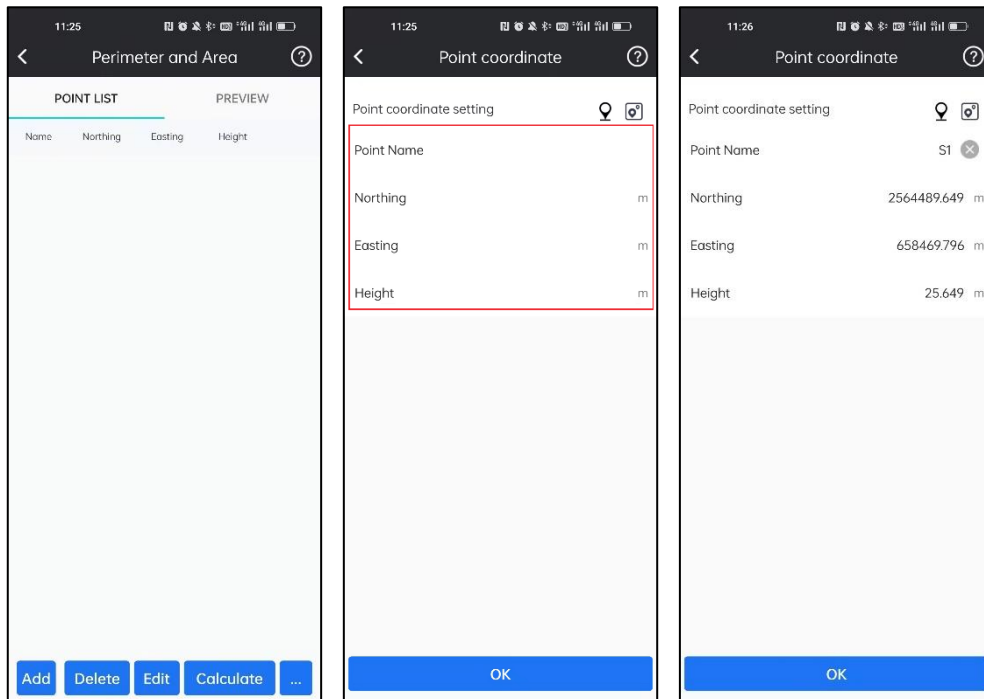 11:25
Perimeter and Area
POINT LIST PREVIEW
Name Northing Easting Height
Add Delete Edit Calculate ...
11:25
Point coordinate
Point coordinate setting
Point Name
Northing m
Easting m
Height m
OK
11:26
Point coordinate
Point coordinate setting
Point Name S1
Northing 2564489.649 m
Easting 658469.796 m
Height 25.649 m
OK